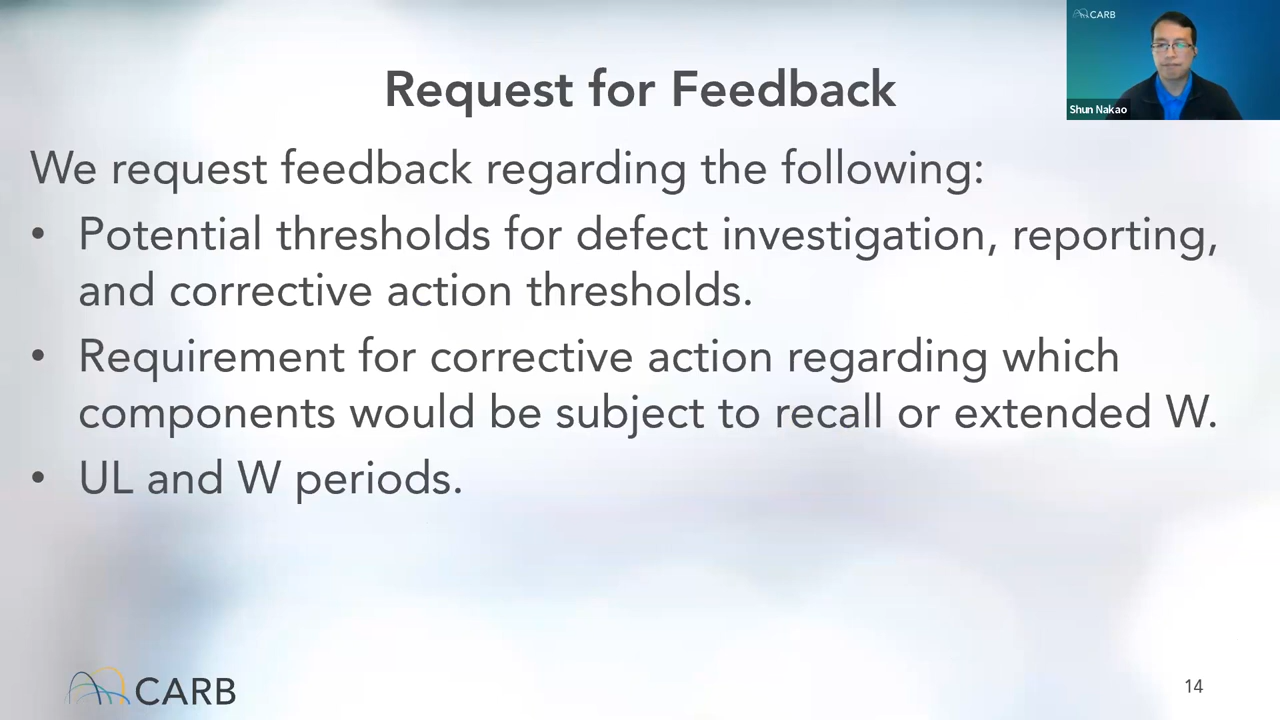 CARB
Shun Nakao
Request for Feedback
We request feedback regarding the following:
• Potential thresholds for defect investigation, reporting,
and corrective action thresholds.
• Requirement for corrective action regarding which
components would be subject to recall or extended W.
• UL and W periods.
CARB
14